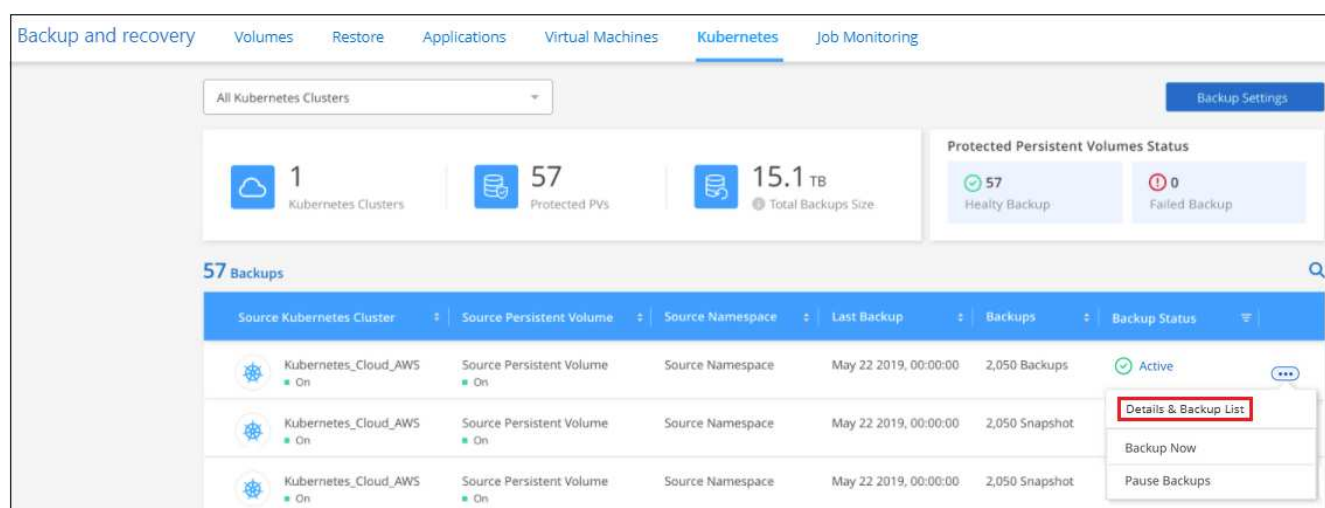 Backup and recovery Volumes Restore Applications Virtual Machines Kubernetes Job Monitoring
All Kubernetes Clusters Backup Settings
Protected Persistent Volumes Status
1 57 15.1 TB 57 0
Kubernetes Clusters Protected PVs Total Backups Size Healty Backup Failed Backup
57 Backups
Source Kubernetes Cluster Source Persistent Volume Source Namespace Last Backup Backups Backup Status
Kubernetes_Cloud_AWS Source Persistent Volume Source Namespace May 22 2019, 00:00:00 2,050 Backups Active
On On
Details & Backup List
Kubernetes_Cloud_AWS Source Persistent Volume Source Namespace May 22 2019, 00:00:00 2,050 Snapshot
On On
Backup Now
Kubernetes_Cloud_AWS Source Persistent Volume Source Namespace May 22 2019, 00:00:00 2,050 Snapshot Pause Backups
On On